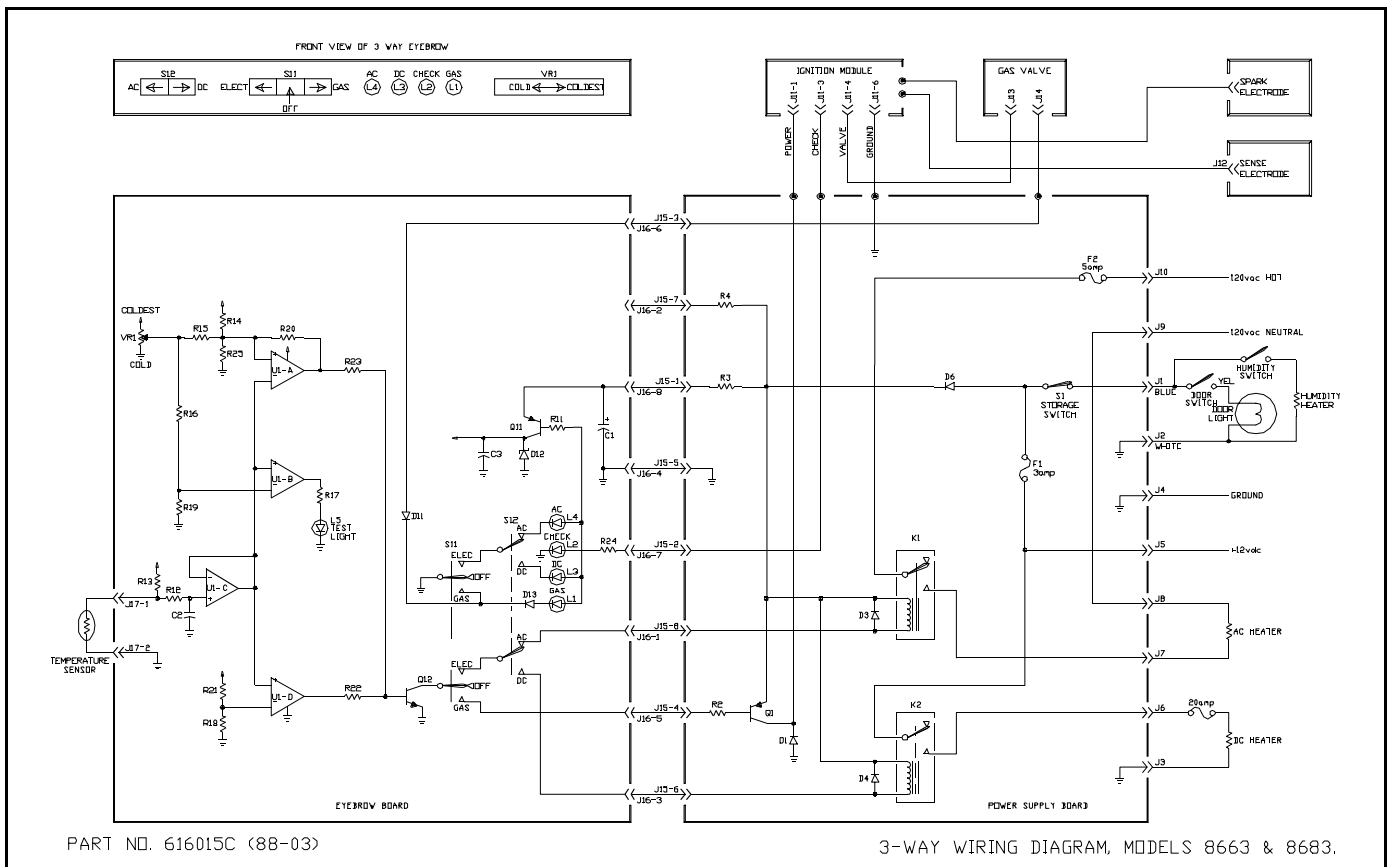 FRONT VIEW OF 3 WAY EYEBROW
S12
S11
AC DC CHECK GAS
VR1
AC DC
ELECT GAS
L4 L3 L2 L1
COLD COLDEST
OFF
IGNITION MODULE
J11-1
J11-3
J11-4
J11-6
POWER
CHECK
VALVE
GROUND
GAS VALVE
J13
J14
SPARK
ELECTRODE
J12
SENSE
ELECTRODE
J15-3
J16-6
F2
5amp
J10
120vac HOT
J15-7
J16-2
R4
J9
120vac NEUTRAL
COLDEST
VR1
COLD
R15
R14
R25
R20
U1-A
R23
J15-1
J16-8
R3
D6
S1
STORAGE
SWITCH
J1
BLUE
HUMIDITY
SWITCH
DOOR
SWITCH
YEL
DOOR
LIGHT
HUMIDITY
HEATER
J2
WHITE
R16
Q11
R11
C1
C3
D12
J15-5
J16-4
F1
3amp
U1-B
R17
R19
L5
TEST
LIGHT
J4
GROUND
D11
S12
AC
AC
L4
S11
ELEC
CHECK
L2
R24
J15-2
J16-7
J5
+12vdc
OFF
DC
DC
L3
GAS
D13
GAS
L1
K1
R13
R12
U1-C
C2
J17-1
J17-2
TEMPERATURE
SENSOR
D3
J8
AC HEATER
J7
J15-8
J16-1
AC
ELEC
OFF
DC
GAS
R21
R18
U1-D
R22
Q12
J15-4
J16-5
R2
Q1
D1
K2
J6
20amp
DC HEATER
J3
D4
J15-6
J16-3
EYEBROW BOARD
POWER SUPPLY BOARD
PART NO. 616015C (88-03)
3-WAY WIRING DIAGRAM, MODELS 8663 & 8683.